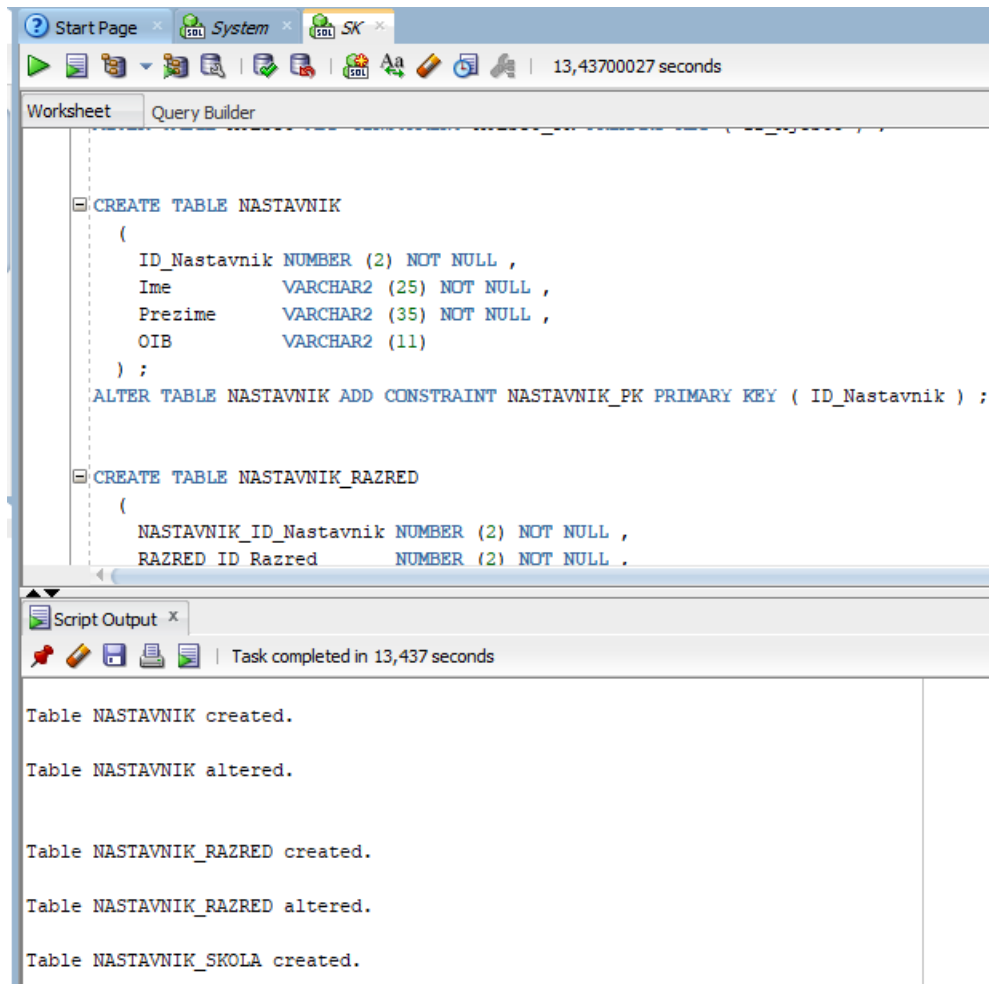 Start Page System SK
13,43700027 seconds
Worksheet Query Builder
CREATE TABLE NASTAVNIK
(
ID_Nastavnik NUMBER (2) NOT NULL ,
Ime VARCHAR2 (25) NOT NULL ,
Prezime VARCHAR2 (35) NOT NULL ,
OIB VARCHAR2 (11)
) ;
ALTER TABLE NASTAVNIK ADD CONSTRAINT NASTAVNIK_PK PRIMARY KEY ( ID_Nastavnik ) ;
CREATE TABLE NASTAVNIK_RAZRED
(
NASTAVNIK_ID_Nastavnik NUMBER (2) NOT NULL ,
RAZRED_ID_Razred NUMBER (2) NOT NULL ,
Script Output
Task completed in 13,437 seconds
Table NASTAVNIK created.
Table NASTAVNIK altered.
Table NASTAVNIK_RAZRED created.
Table NASTAVNIK_RAZRED altered.
Table NASTAVNIK_SKOLA created.